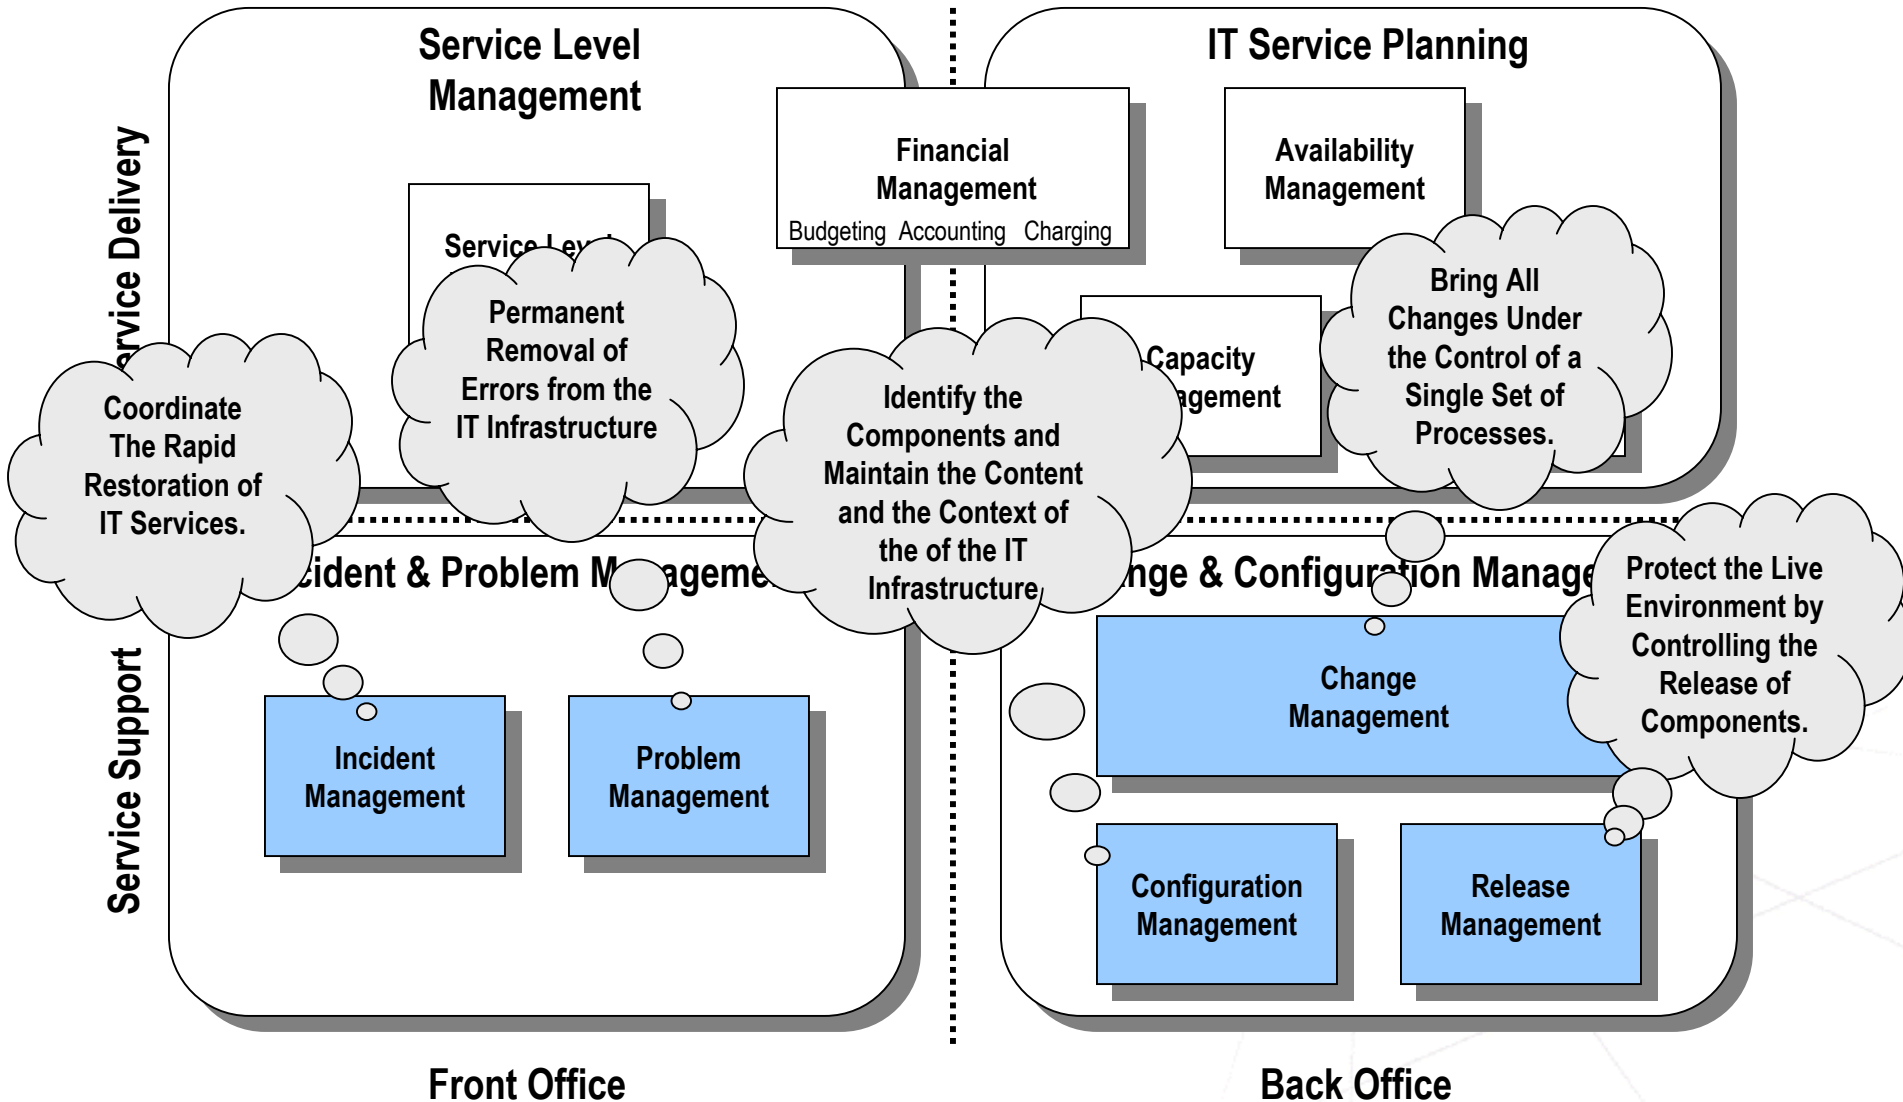 Service Level
Management
IT Service Planning
Service Delivery
Financial
Management
Budgeting Accounting Charging
Availability
Management
Service Level
Permanent
Removal of
Errors from the
IT Infrastructure
Bring All
Changes Under
the Control of a
Single Set of
Processes.
Capacity
Coordinate
The Rapid
Restoration of
IT Services.
Identify the
Components and
Maintain the Content
and the Context of
the of the IT
Infrastructure
& Problem
& Configuration
Protect the Live
Environment by
Controlling the
Release of
Components.
Service Support
Incident
Management
Problem
Management
Change
Management
Configuration
Management
Release
Management
Front Office
Back Office